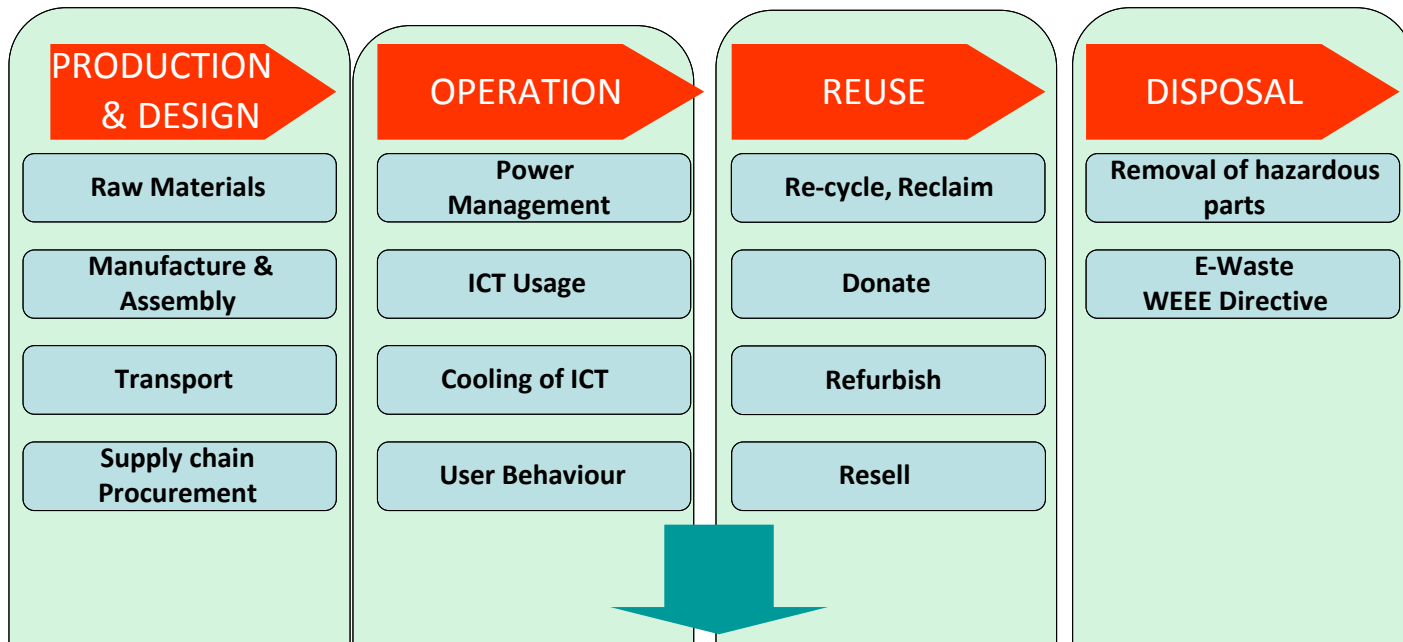 PRODUCTION
& DESIGN
Raw Materials
Manufacture &
Assembly
Transport
Supply chain
Procurement
OPERATION
Power
Management
ICT Usage
Cooling of ICT
User Behaviour
REUSE
Re-cycle, Reclaim
Donate
Refurbish
Resell
DISPOSAL
Removal of hazardous
parts
E-Waste
WEEE Directive